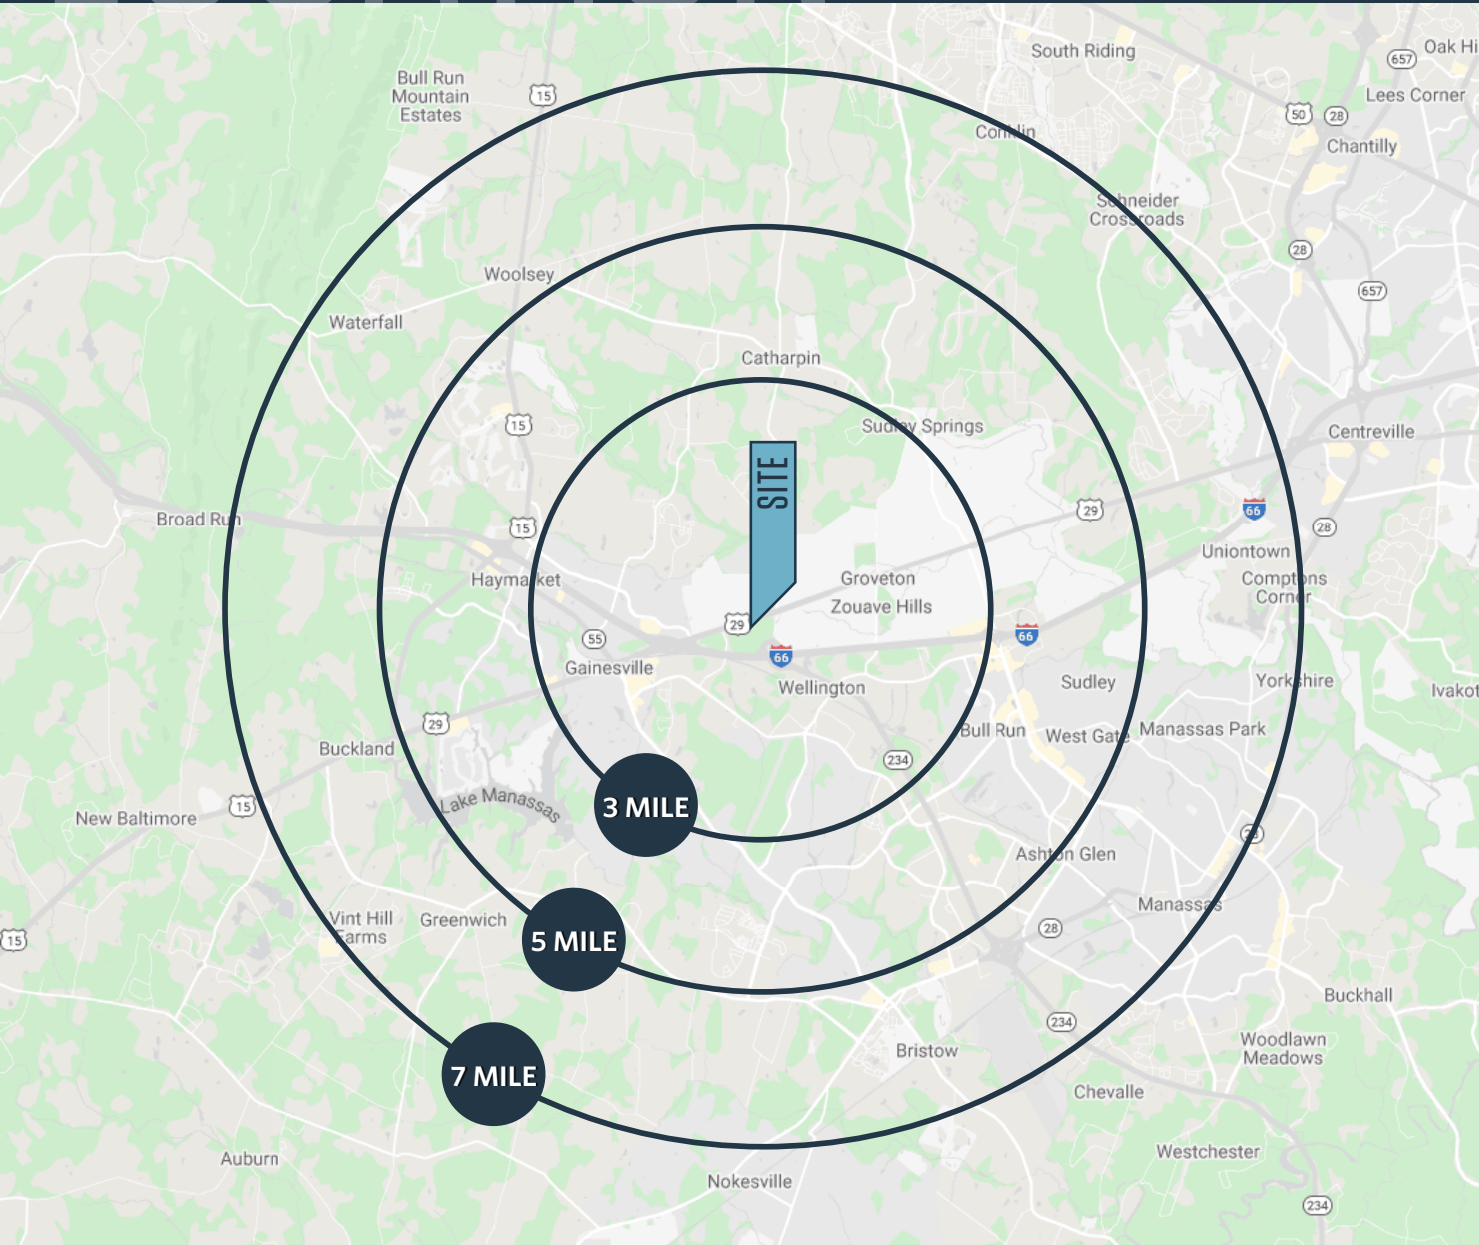 South Riding
657
Oak Hi
Bull Run
Mountain
Estates
15
Lees Corner
50
28
Conklin
Chantilly
Schneider
Crossroads
28
Woolsey
657
Waterfall
Catharpin
15
Sudley Springs
Centreville
SITE
29
66
Broad Run
15
28
Uniontown
Haymarket
Groveton
Comptons
Corner
Zouave Hills
29
55
66
66
Gainesville
Wellington
Sudley
Yorkshire
Ivakot
29
Bull Run
West Gate
Manassas Park
Buckland
234
15
Lake Manassas
3 MILE
New Baltimore
28
Ashton Glen
Manassas
Vint Hill
Farms
Greenwich
28
15
5 MILE
Buckhall
234
Woodlawn
Meadows
Bristow
7 MILE
Chevalle
Auburn
Westchester
Nokesville
234